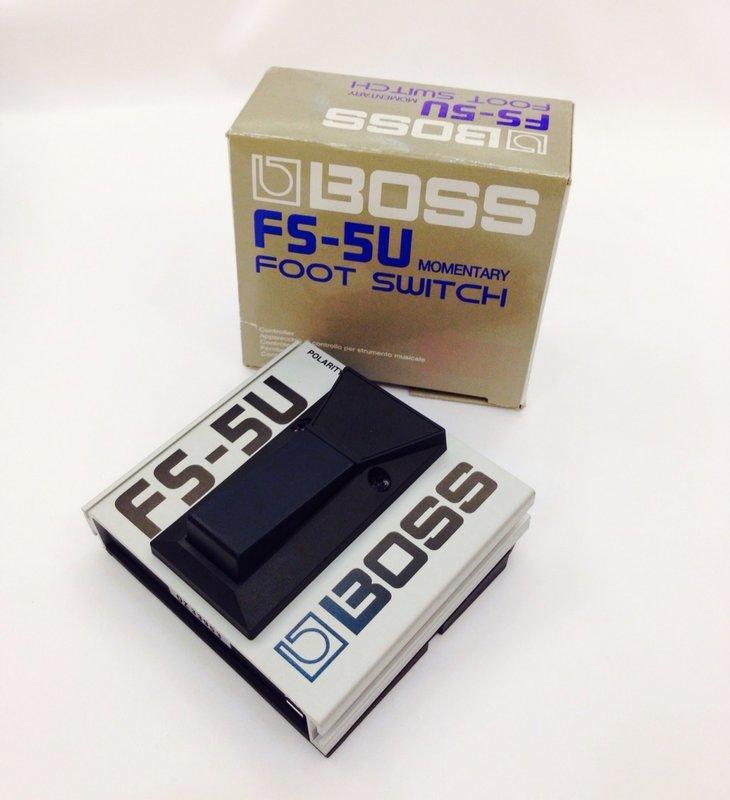 BOSS
FS-5U
MOMENTARY
FOOT SWITCH
BOSS
FS-5U MOMENTARY
FOOT SWITCH
Controller
controllo per strumento musicale
POLARITY
FS-5U
BOSS